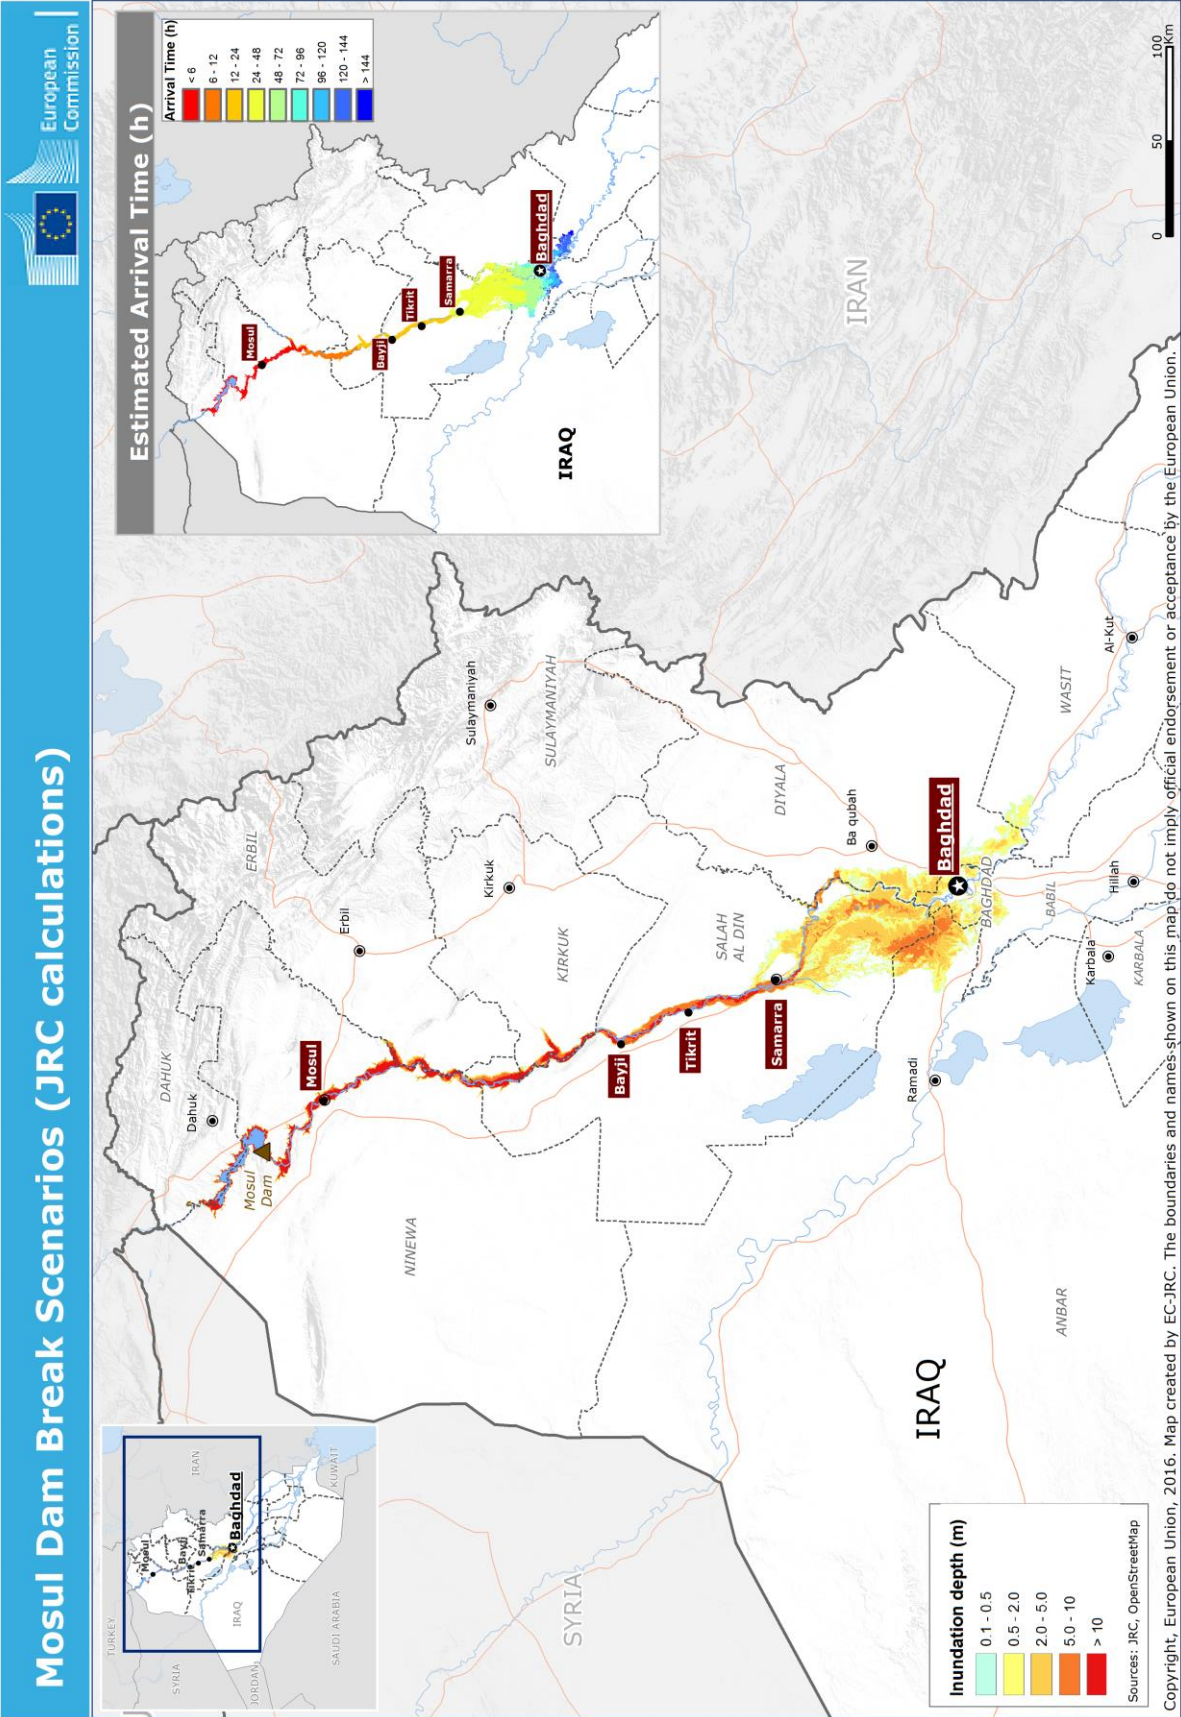 Mosul Dam Break Scenarios (JRC calculations)
European
Commission
TURKEY
SYRIA
IRAN
IRAQ
JORDAN
SAUDI ARABIA
KUWAIT
Mosul
Bayji
Tikrit
Samarra
Baghdad
Estimated Arrival Time (h)
Arrival Time (h)
< 6
6 - 12
12 - 24
24 - 48
48 - 72
72 - 96
96 - 120
120 - 144
> 144
Mosul
Bayji
Tikrit
Samarra
Baghdad
IRAQ
DAHUK
Dahuk
Mosul
Dam
Mosul
ERBIL
Erbil
NINEWA
Kirkuk
KIRKUK
Sulaymaniyah
SULAYMANIYAH
Bayji
Tikrit
SALAH
AL DIN
Samarra
DIYALA
Ba qubah
Baghdad
BAGHDAD
Ramadi
BABIL
Hillah
Karbala
KARBALA
WASIT
Al-Kut
ANBAR
IRAQ
SYRIA
IRAN
Inundation depth (m)
0.1 - 0.5
0.5 - 2.0
2.0 - 5.0
5.0 - 10
> 10
Sources: JRC, OpenStreetMap
0 50 100
Km
Copyright, European Union, 2016. Map created by EC-JRC. The boundaries and names shown on this map do not imply official endorsement or acceptance by the European Union.